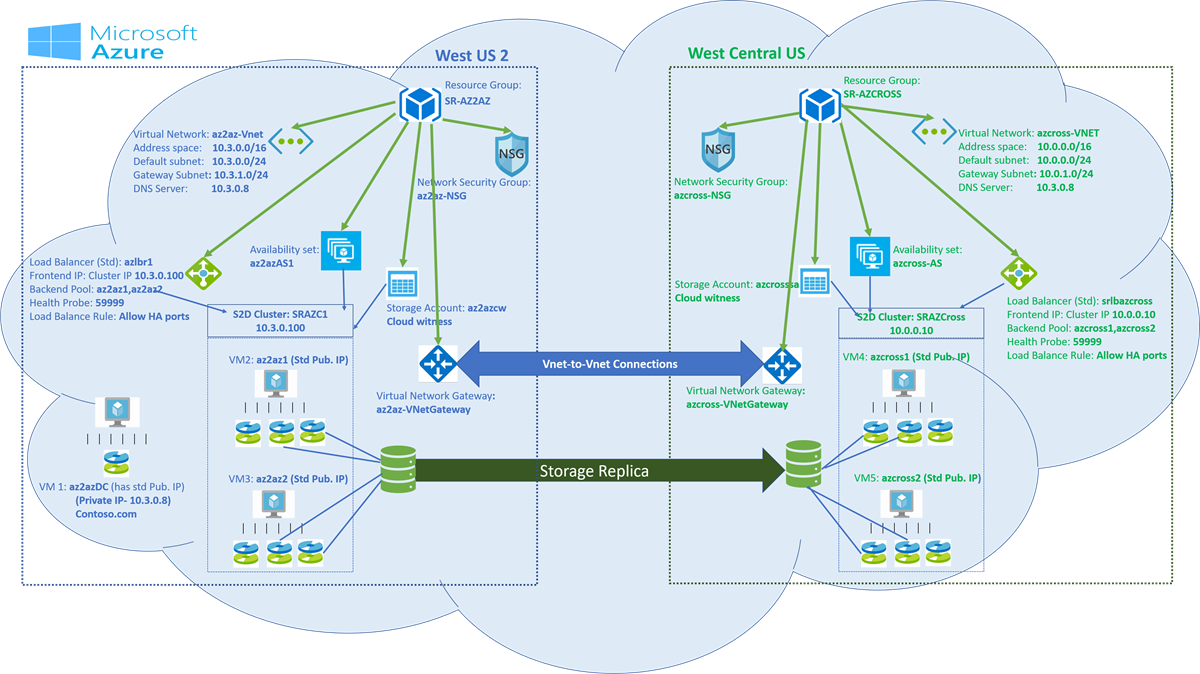 Microsoft
Azure
West US 2
Resource Group:
SR-AZ2AZ
Virtual Network: az2az-Vnet
Address space: 10.3.0.0/16
Default subnet: 10.3.0.0/24
Gateway Subnet: 10.3.1.0/24
DNS Server: 10.3.0.8
NSG
Network Security Group:
az2az-NSG
Load Balancer (Std): azlbr1
Frontend IP: Cluster IP 10.3.0.100
Backend Pool: az2az1,az2az2
Health Probe: 59999
Load Balance Rule: Allow HA ports
Availability set:
az2azAS1
Storage Account: az2azcw
Cloud witness
S2D Cluster: SRAZC1
10.3.0.100
VM2: az2az1 (Std Pub. IP)
Virtual Network Gateway:
az2az-VNetGateway
VM3: az2az2 (Std Pub. IP)
VM 1: az2azDC (has std Pub. IP)
(Private IP- 10.3.0.8)
Contoso.com
Vnet-to-Vnet Connections
Storage Replica
West Central US
Resource Group:
SR-AZCROSS
NSG
Network Security Group:
azcross-NSG
Virtual Network: azcross-VNET
Address space: 10.0.0.0/16
Default subnet: 10.0.0.0/24
Gateway Subnet: 10.0.1.0/24
DNS Server: 10.3.0.8
Availability set:
azcross-AS
Storage Account: azcrosssa
Cloud witness
Load Balancer (Std): srlbazcross
Frontend IP: Cluster IP 10.0.0.10
Backend Pool: azcross1,azcross2
Health Probe: 59999
Load Balance Rule: Allow HA ports
S2D Cluster: SRAZCross
10.0.0.10
VM4: azcross1 (Std Pub. IP)
Virtual Network Gateway:
azcross-VNetGateway
VM5: azcross2 (Std Pub. IP)